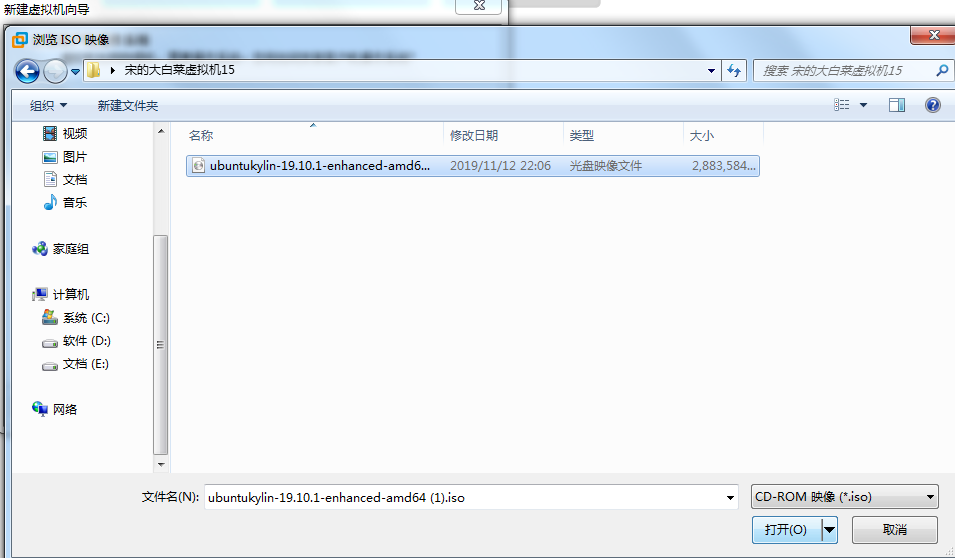 新建虚拟机向导
浏览 ISO 映像
宋的大白菜虚拟机15
搜索 宋的大白菜虚拟机15
组织 新建文件夹
名称 修改日期 类型 大小
ubuntukylin-19.10.1-enhanced-amd6... 2019/11/12 22:06 光盘映像文件 2,883,584...
视频
图片
文档
音乐
家庭组
计算机
系统 (C:)
软件 (D:)
文档 (E:)
网络
文件名(N): ubuntukylin-19.10.1-enhanced-amd64 (1).iso CD-ROM 映像 (*.iso)
打开(O) 取消